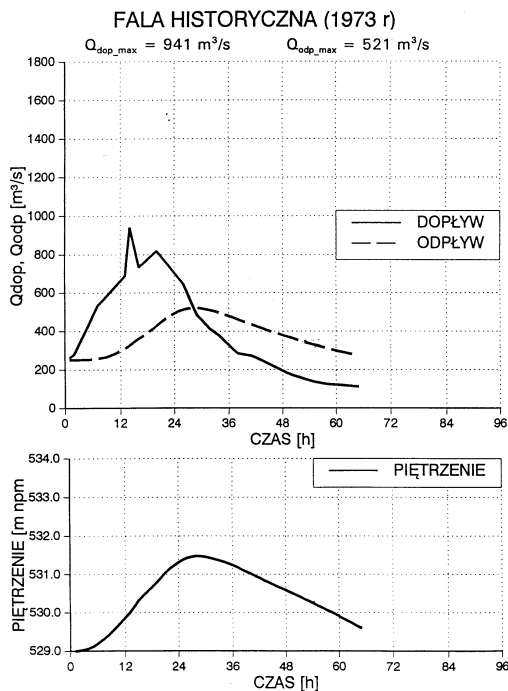 FALA HISTORYCZNA (1973 r)
Qdop_max = 941 m³/s Qodp_max = 521 m³/s
Qdop, Qodp [m³/s]
1800
1600
1400
1200
1000
800
600
400
200
0
DOPŁYW
ODPŁYW
0 12 24 36 48 60 72 84 96
CZAS [h]
PIĘTRZENIE [m npm
534.0
533.0
532.0
531.0
530.0
529.0
PIĘTRZENIE
0 12 24 36 48 60 72 84 96
CZAS [h]